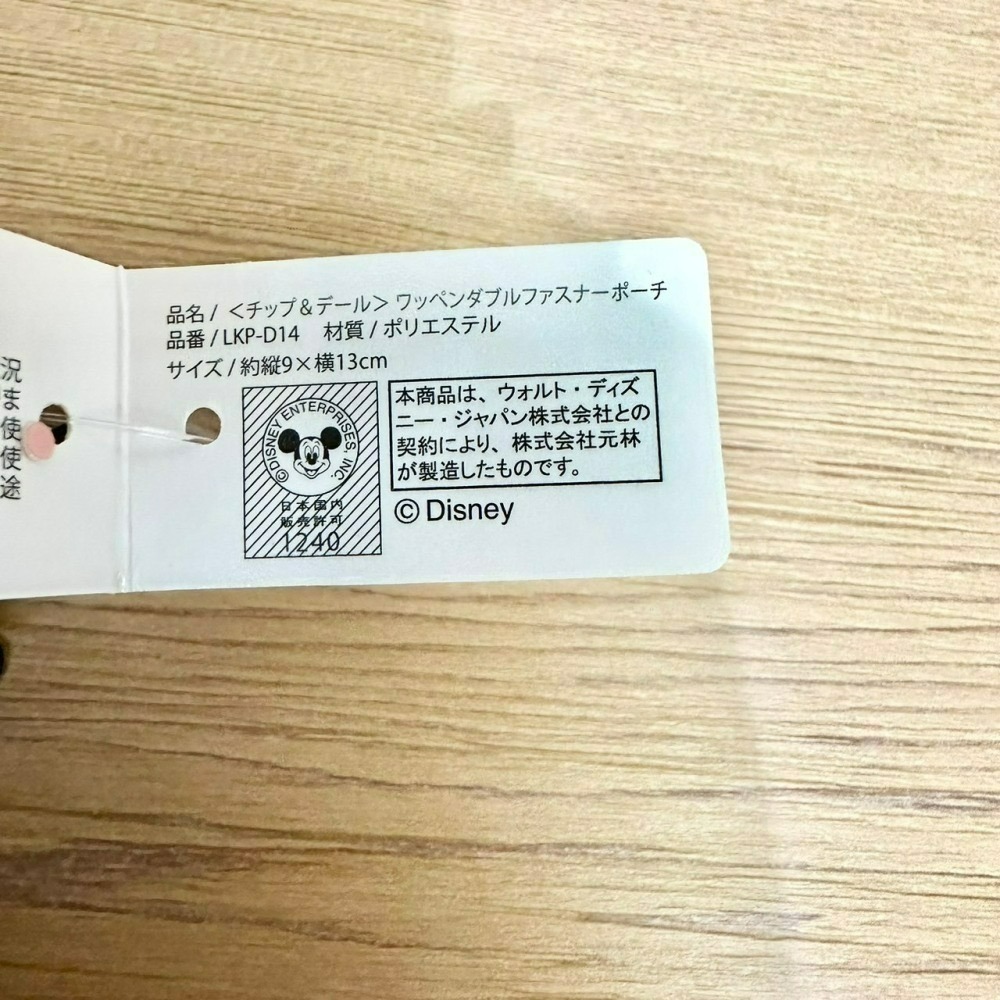 品名/＜チップ＆デール＞ワッペンダブルファスナーポーチ
品番/LKP-D14 材質/ポリエステル
サイズ/約縦9×横13cm
©DISNEY ENTERPRISES, INC.
日本国内
販売許可
1240
本商品は、ウォルト・ディズ
ニー・ジャパン株式会社との
契約により、株式会社元林
が製造したものです。
© Disney
況
ま
使
使
途